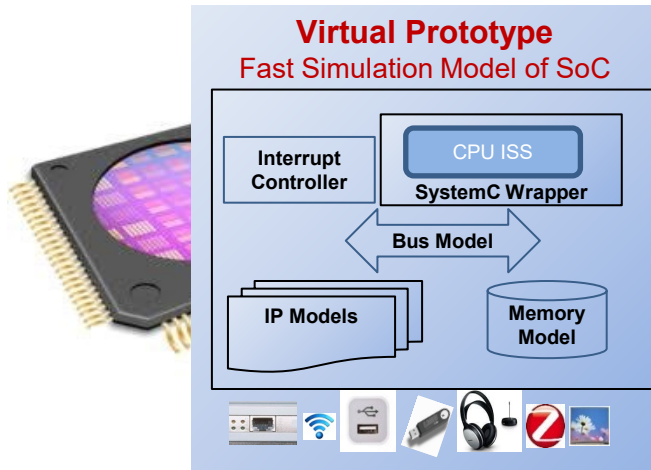 Virtual Prototype
Fast Simulation Model of SoC
Interrupt
Controller
CPU ISS
SystemC Wrapper
Bus Model
IP Models
Memory
Model